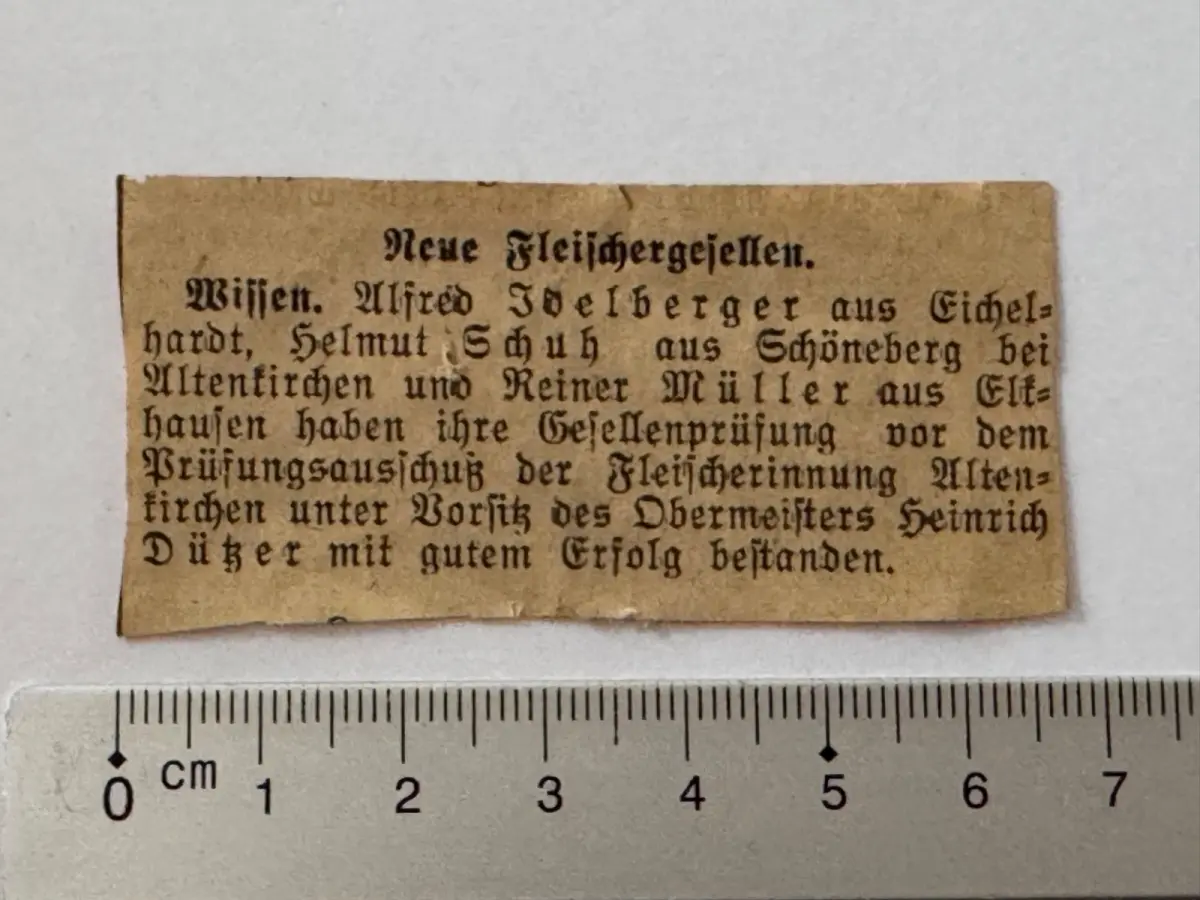 Neue Fleischergesellen.
Wissen. Alfred Idelberger aus Eichel-
hardt, Helmut Schuh aus Schöneberg bei
Altenkirchen und Reiner Müller aus Elk-
hausen haben ihre Gesellenprüfung vor dem
Prüfungsausschuß der Fleischerinnung Alten-
kirchen unter Vorsitz des Obermeisters Heinrich
Dützer mit gutem Erfolg bestanden.
0 cm 1 2 3 4 5 6 7